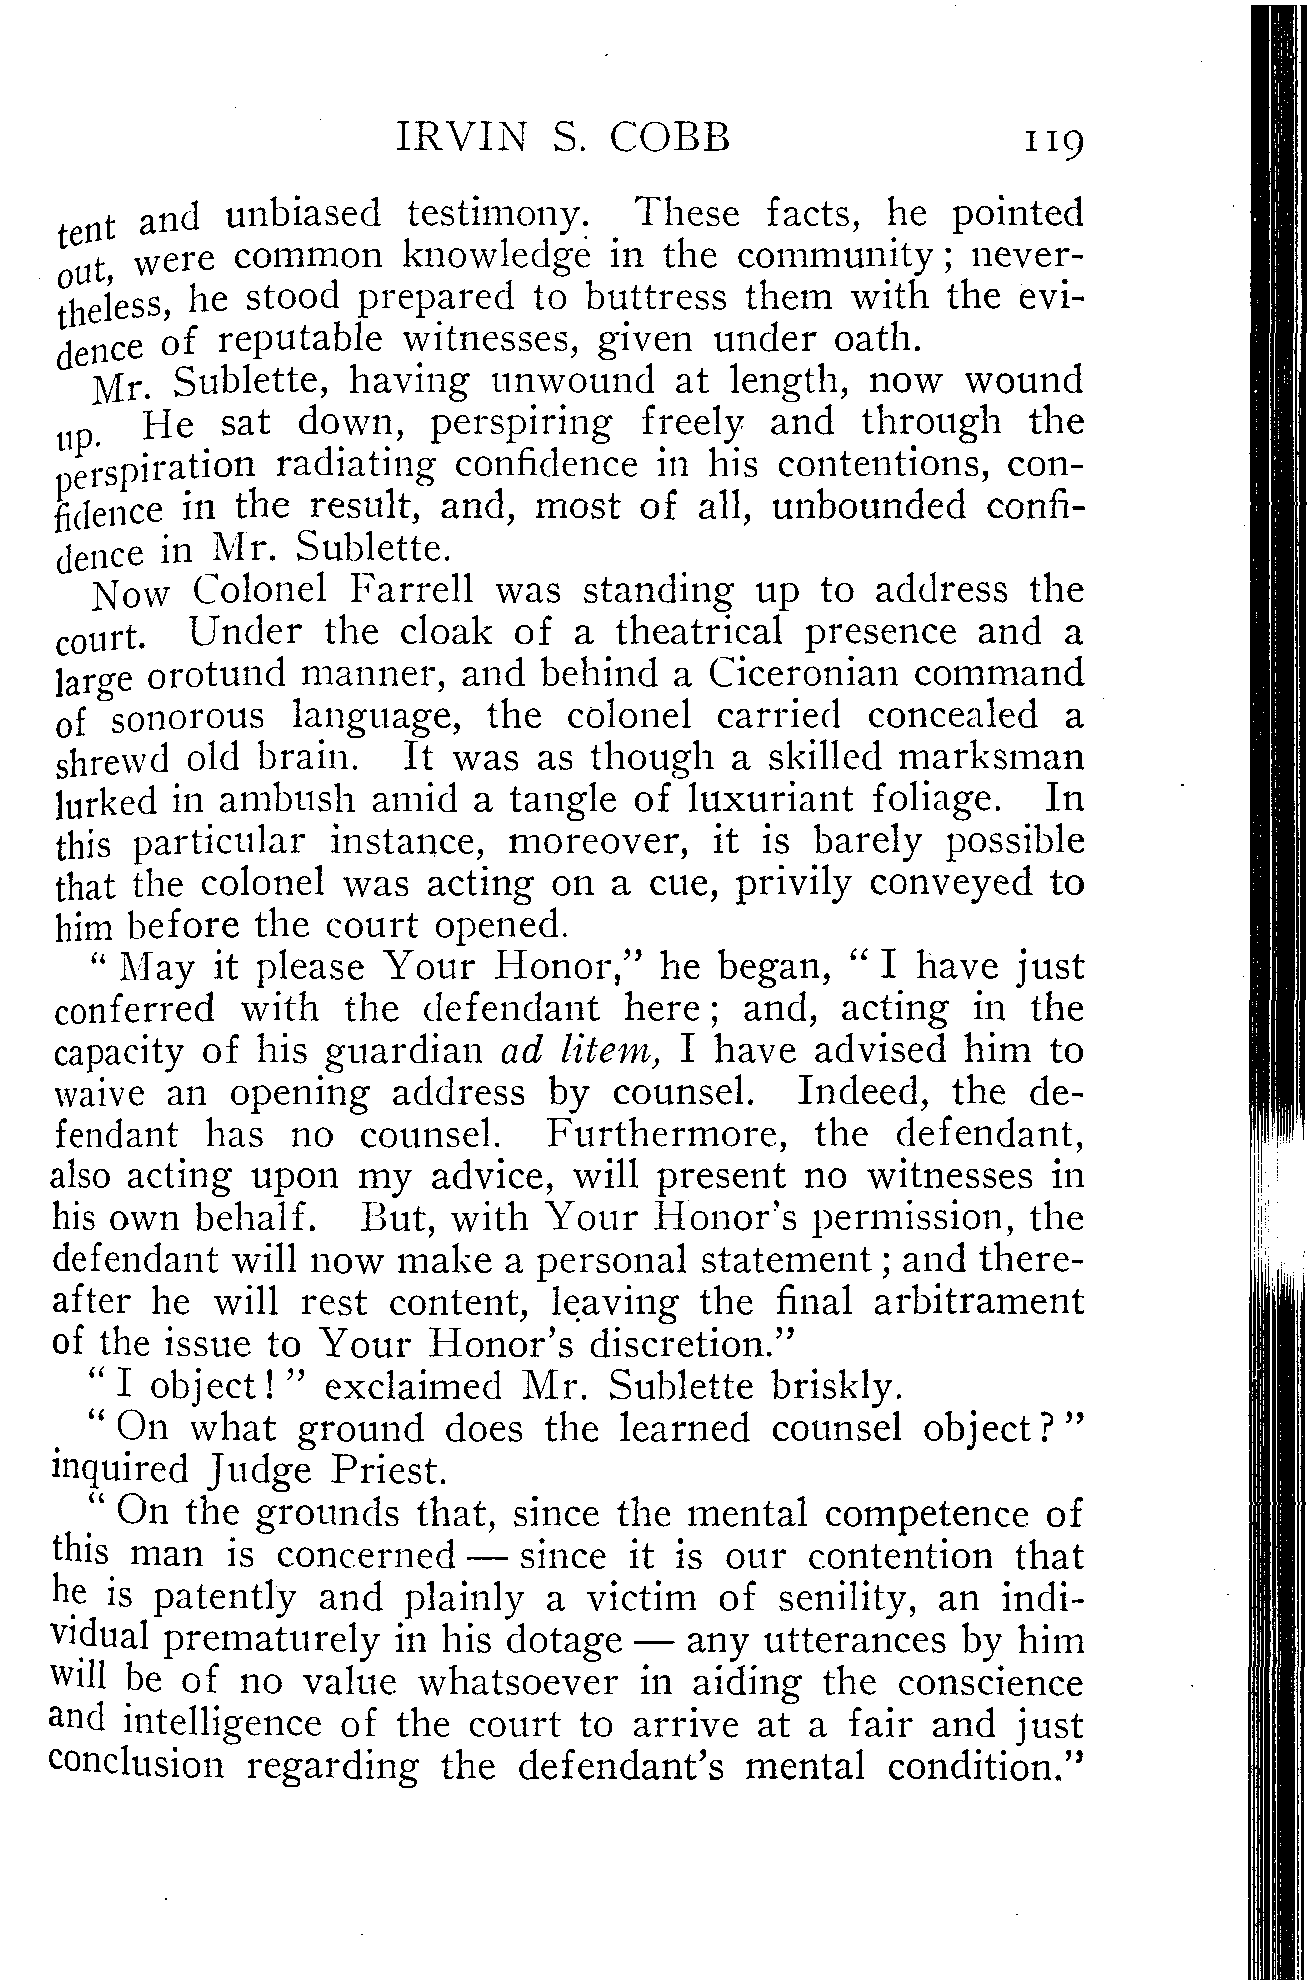 IRVIN S. COBB 119
tent and unbiased testimony. These facts, he pointed
out, were common knowledge in the community; never-
theless, he stood prepared to buttress them with the evi-
dence of reputable witnesses, given under oath.
Mr. Sublette, having unwound at length, now wound
up. He sat down, perspiring freely and through the
perspiration radiating confidence in his contentions, con-
fidence in the result, and, most of all, unbounded confi-
dence in Mr. Sublette.
Now Colonel Farrell was standing up to address the
court. Under the cloak of a theatrical presence and a
large orotund manner, and behind a Ciceronian command
of sonorous language, the colonel carried concealed a
shrewd old brain. It was as though a skilled marksman
lurked in ambush amid a tangle of luxuriant foliage. In
this particular instance, moreover, it is barely possible
that the colonel was acting on a cue, privily conveyed to
him before the court opened.
"May it please Your Honor," he began, "I have just
conferred with the defendant here; and, acting in the
capacity of his guardian ad litem, I have advised him to
waive an opening address by counsel. Indeed, the de-
fendant has no counsel. Furthermore, the defendant,
also acting upon my advice, will present no witnesses in
his own behalf. But, with Your Honor's permission, the
defendant will now make a personal statement; and there-
after he will rest content, leaving the final arbitrament
of the issue to Your Honor's discretion."
"I object!" exclaimed Mr. Sublette briskly.
"On what ground does the learned counsel object?"
inquired Judge Priest.
"On the grounds that, since the mental competence of
this man is concerned — since it is our contention that
he is patently and plainly a victim of senility, an indi-
vidual prematurely in his dotage — any utterances by him
will be of no value whatsoever in aiding the conscience
and intelligence of the court to arrive at a fair and just
conclusion regarding the defendant's mental condition."